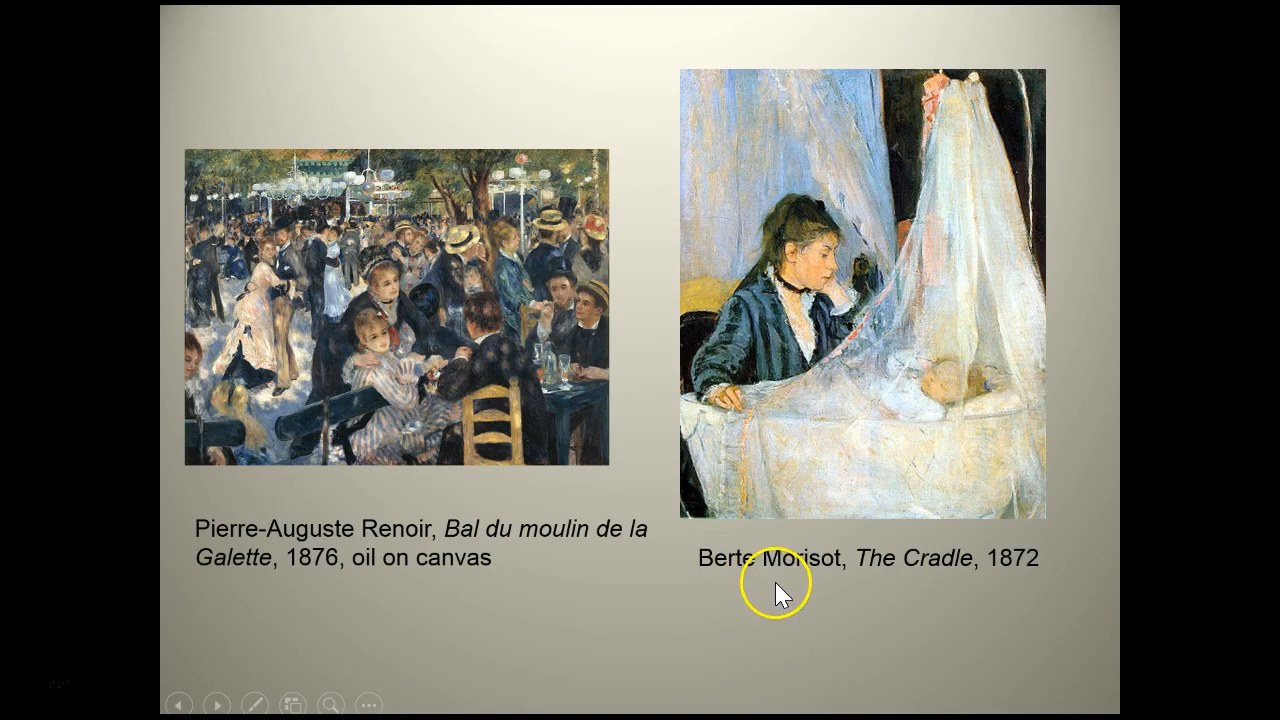 Pierre-Auguste Renoir, Bal du moulin de la
Galette, 1876, oil on canvas
Berte Morisot, The Cradle, 1872